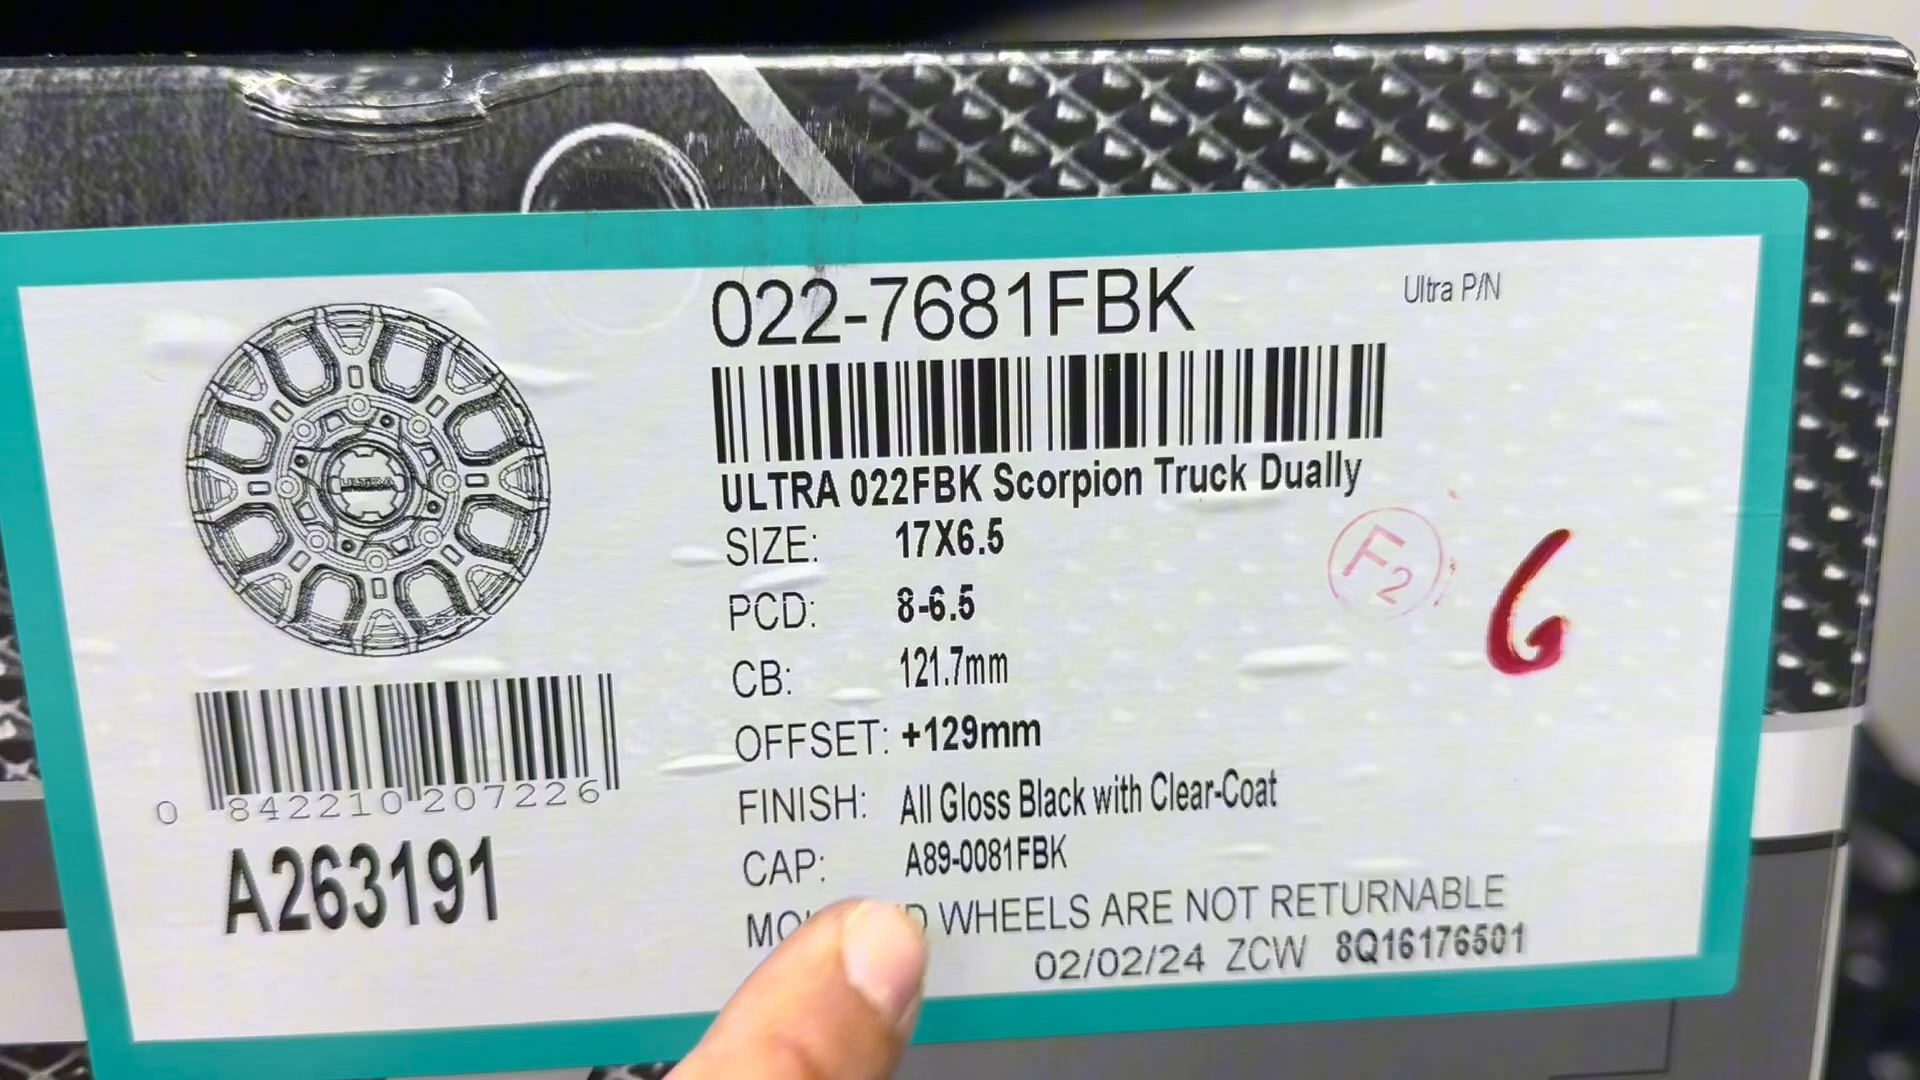 022-7681FBK
Ultra P/N
ULTRA
ULTRA 022FBK Scorpion Truck Dually
SIZE: 17X6.5
PCD: 8-6.5
CB: 121.7mm
OFFSET: +129mm
FINISH: All Gloss Black with Clear-Coat
CAP: A89-0081FBK
WHEELS ARE NOT RETURNABLE
02/02/24 ZCW 8Q16176501
F2
6
0 842210 207226
A263191